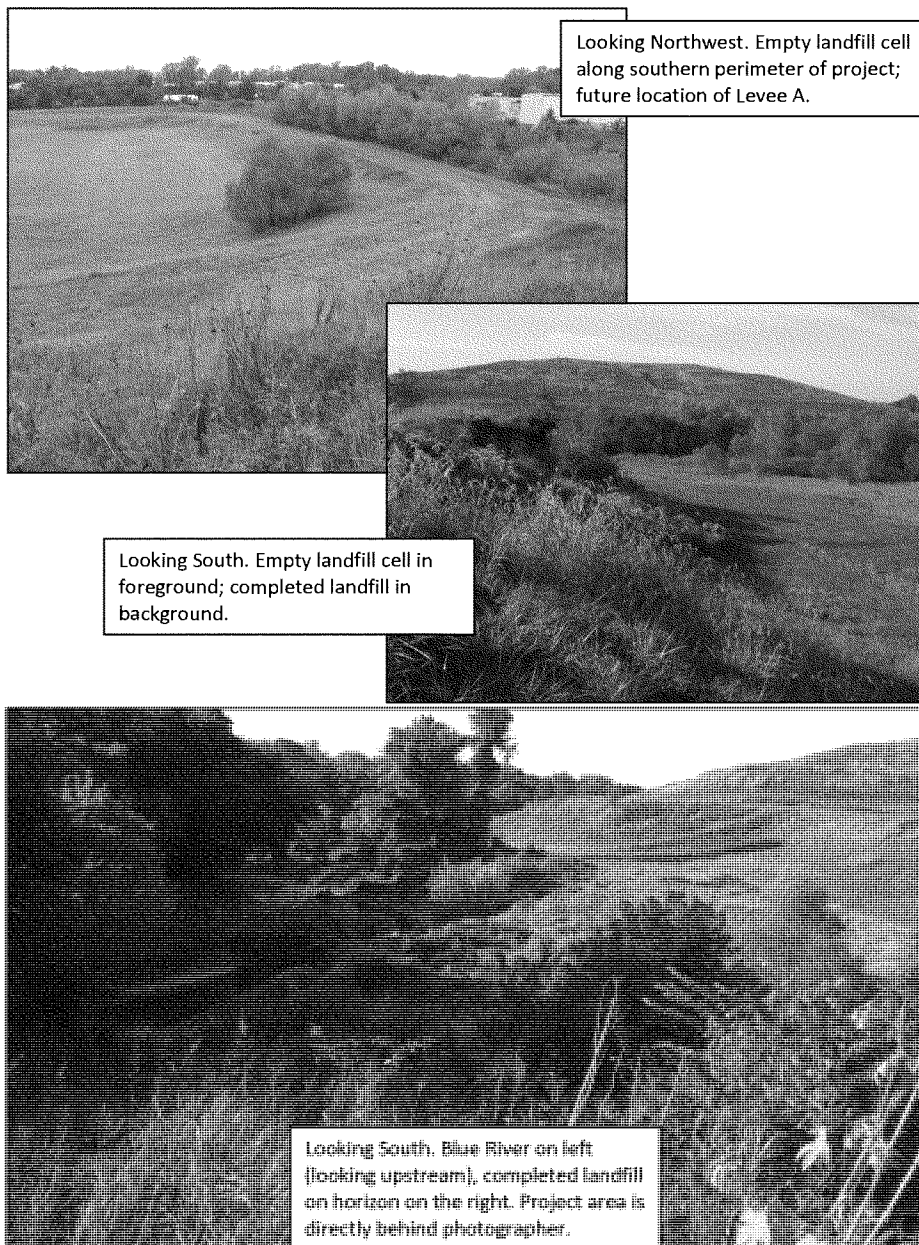 Looking Northwest. Empty landfill cell
along southern perimeter of project;
future location of Levee A.
Looking South. Empty landfill cell in
foreground; completed landfill in
background.
Looking South. Blue River on left
(looking upstream), completed landfill
on horizon on the right. Project area is
directly behind photographer.